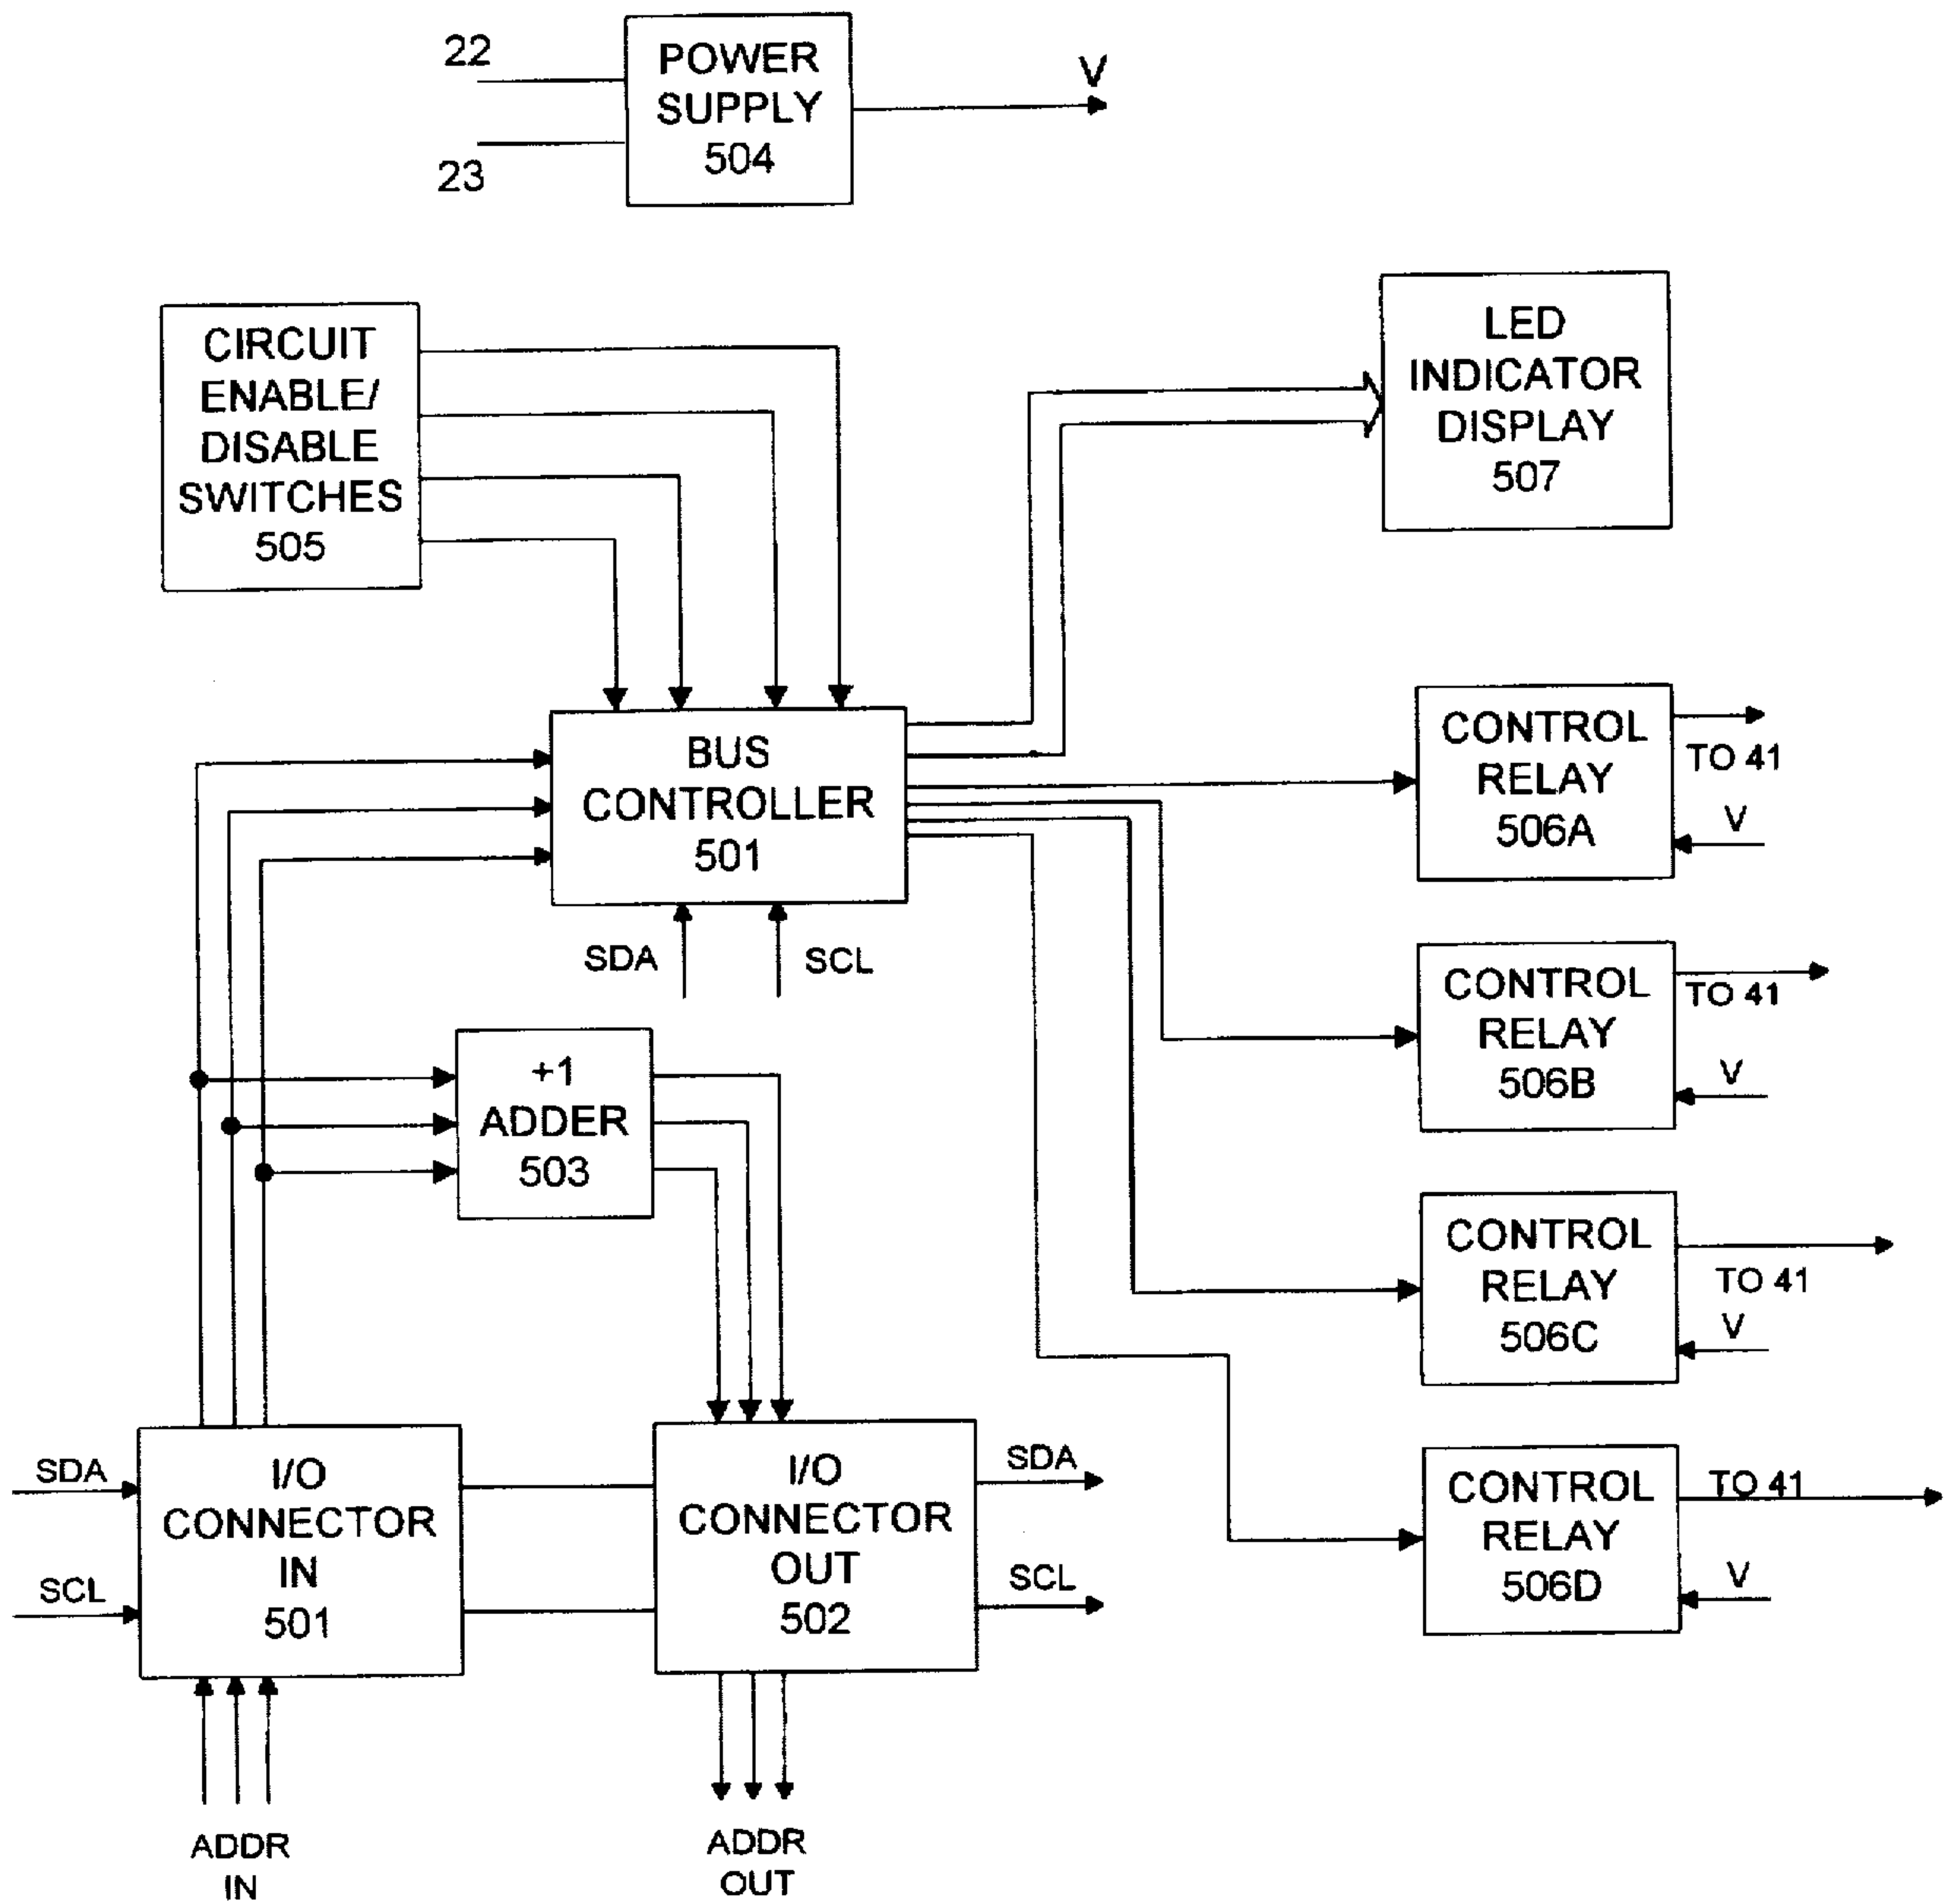 22
23
POWER
SUPPLY
504
V
CIRCUIT
ENABLE/
DISABLE
SWITCHES
505
LED
INDICATOR
DISPLAY
507
BUS
CONTROLLER
501
SDA
SCL
CONTROL
RELAY
506A
TO 41
V
CONTROL
RELAY
506B
TO 41
V
+1
ADDER
503
CONTROL
RELAY
506C
TO 41
V
SDA
SCL
I/O
CONNECTOR
IN
501
I/O
CONNECTOR
OUT
502
SDA
SCL
CONTROL
RELAY
506D
TO 41
V
ADDR
IN
ADDR
OUT